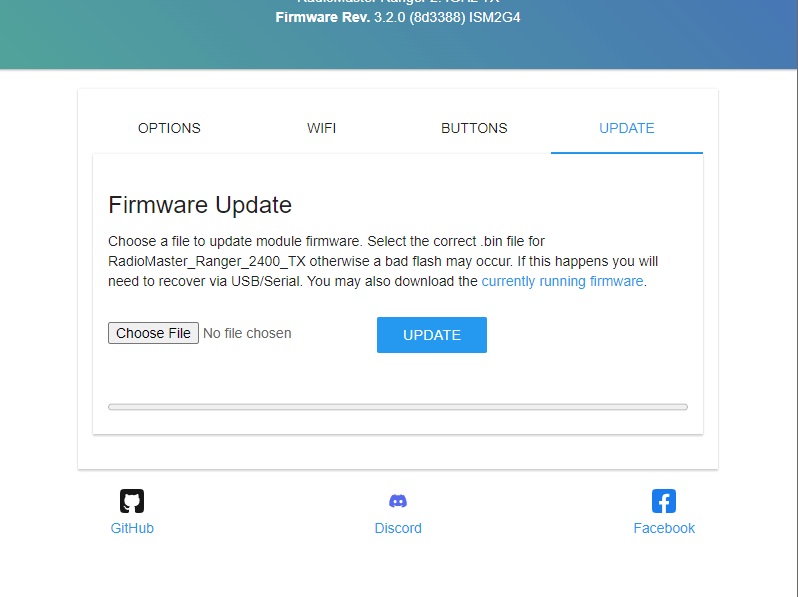 Firmware Rev. 3.2.0 (8d3388) ISM2G4
OPTIONS WIFI BUTTONS UPDATE
Firmware Update
Choose a file to update module firmware. Select the correct .bin file for
RadioMaster_Ranger_2400_TX otherwise a bad flash may occur. If this happens you will
need to recover via USB/Serial. You may also download the currently running firmware.
Choose File No file chosen UPDATE
GitHub Discord Facebook